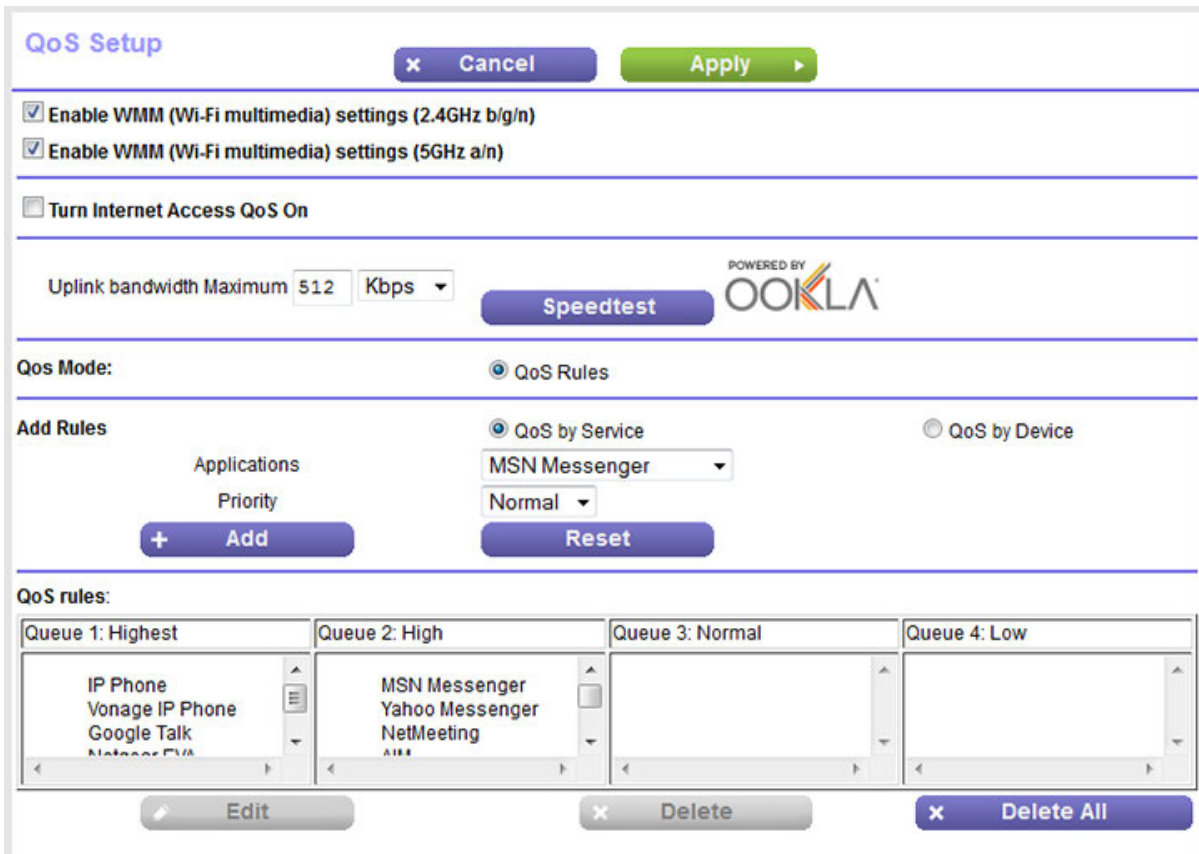 QoS Setup
Cancel
Apply
Enable WMM (Wi-Fi multimedia) settings (2.4GHz b/g/n)
Enable WMM (Wi-Fi multimedia) settings (5GHz a/n)
Turn Internet Access QoS On
Uplink bandwidth Maximum 512 Kbps
Speedtest
POWERED BY
OOKLA
Qos Mode:
QoS Rules
Add Rules
QoS by Service
QoS by Device
Applications
MSN Messenger
Priority
Normal
Add
Reset
QoS rules:
Queue 1: Highest
Queue 2: High
Queue 3: Normal
Queue 4: Low
IP Phone
Vonage IP Phone
Google Talk
Netgear EVA
MSN Messenger
Yahoo Messenger
NetMeeting
AIM
Edit
Delete
Delete All